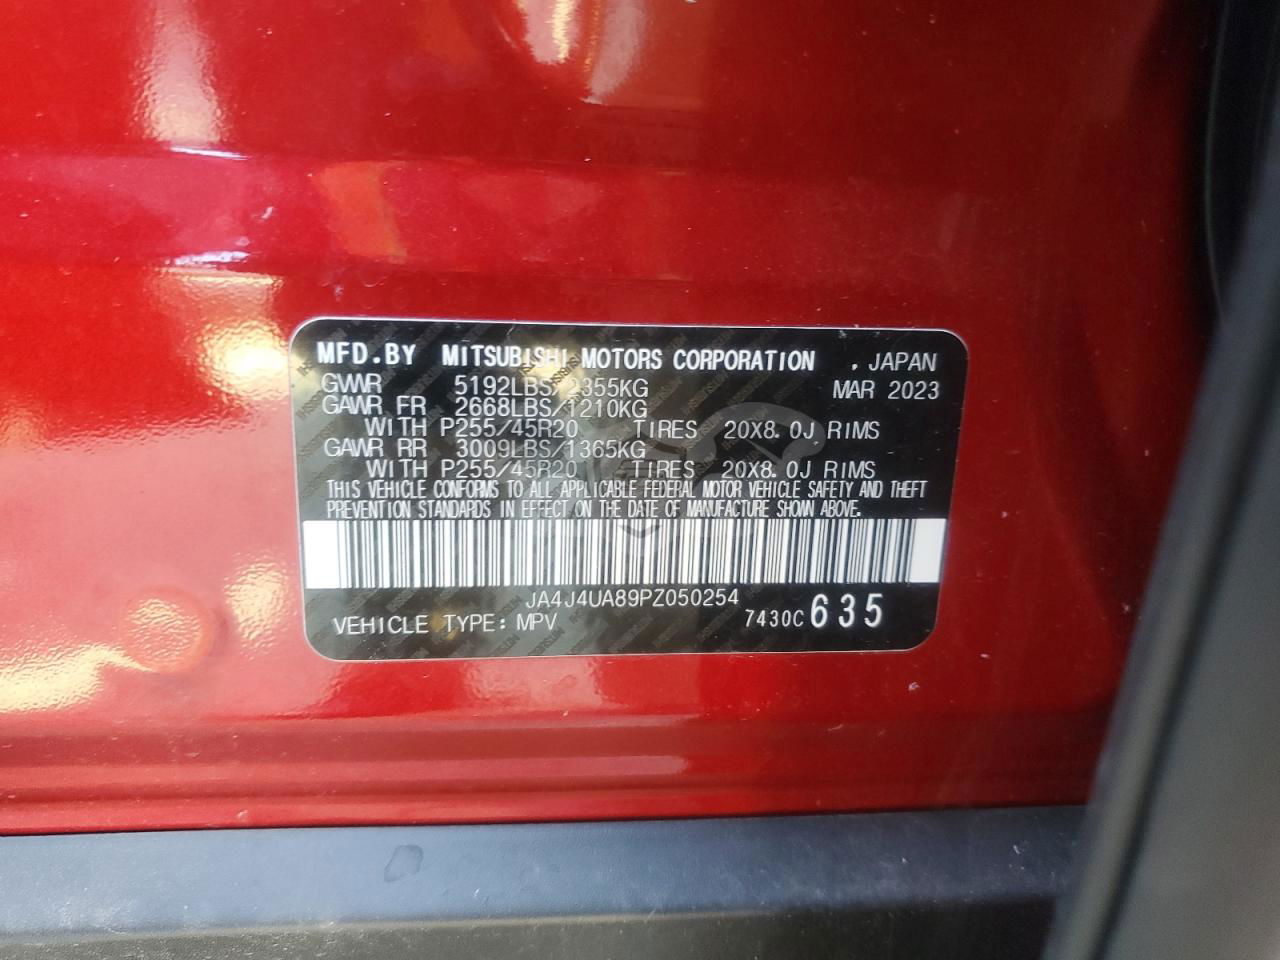 MFD.BY MITSUBISHI MOTORS CORPORATION , JAPAN
GVWR 5192LBS/2355KG MAR 2023
GAWR FR 2668LBS/1210KG
WITH P255/45R20 TIRES 20X8.0J RIMS
GAWR RR 3009LBS/1365KG
WITH P255/45R20 TIRES 20X8.0J RIMS
THIS VEHICLE CONFORMS TO ALL APPLICABLE FEDERAL MOTOR VEHICLE SAFETY AND THEFT
PREVENTION STANDARDS IN EFFECT ON THE DATE OF MANUFACTURE SHOWN ABOVE.
JA4J4UA89PZ050254
VEHICLE TYPE: MPV 7430C 635